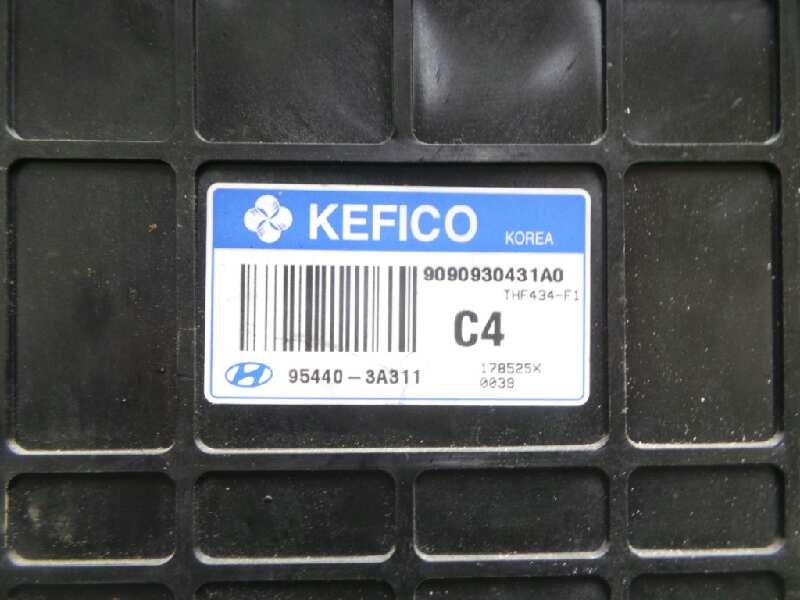 KEFICO KOREA
9090930431A0
THF434-F1
C4
95440-3A311
178525X
0039